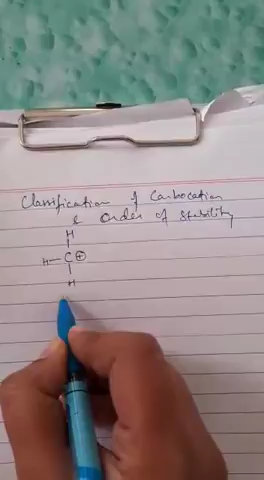 Classification of Carbocation
& Order of Stability
H
H-C⊕
H